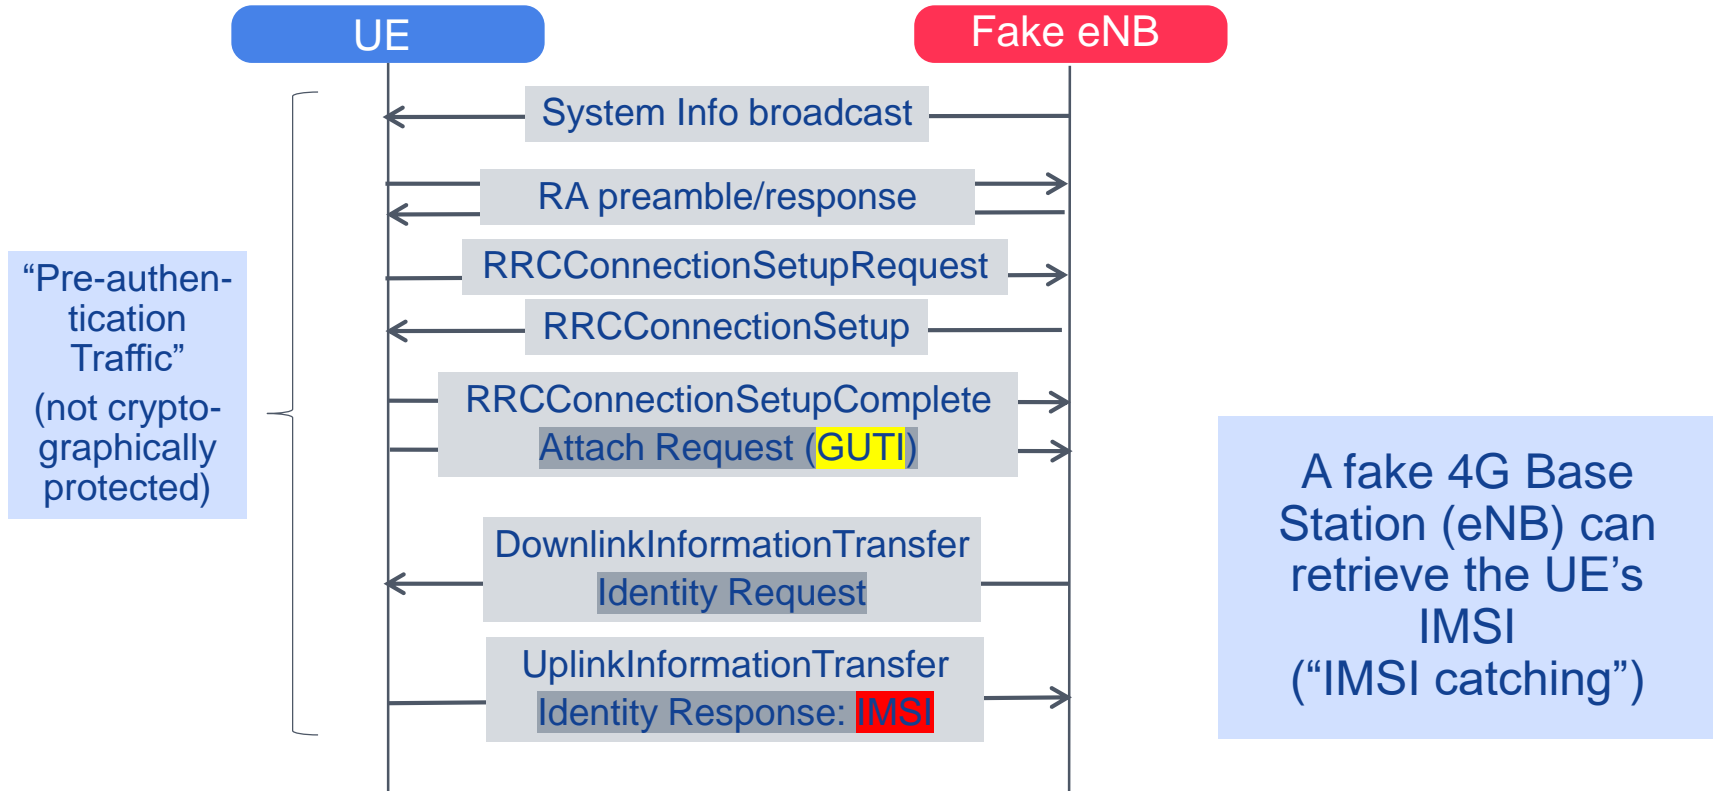 UE
Fake eNB
System Info broadcast
RA preamble/response
RRCConnectionSetupRequest
RRCConnectionSetup
RRCConnectionSetupComplete
Attach Request (GUTI)
DownlinkInformationTransfer
Identity Request
UplinkInformationTransfer
Identity Response: IMSI
“Pre-authen-
tication
Traffic”
(not crypto-
graphically
protected)
A fake 4G Base
Station (eNB) can
retrieve the UE’s
IMSI
(“IMSI catching”)